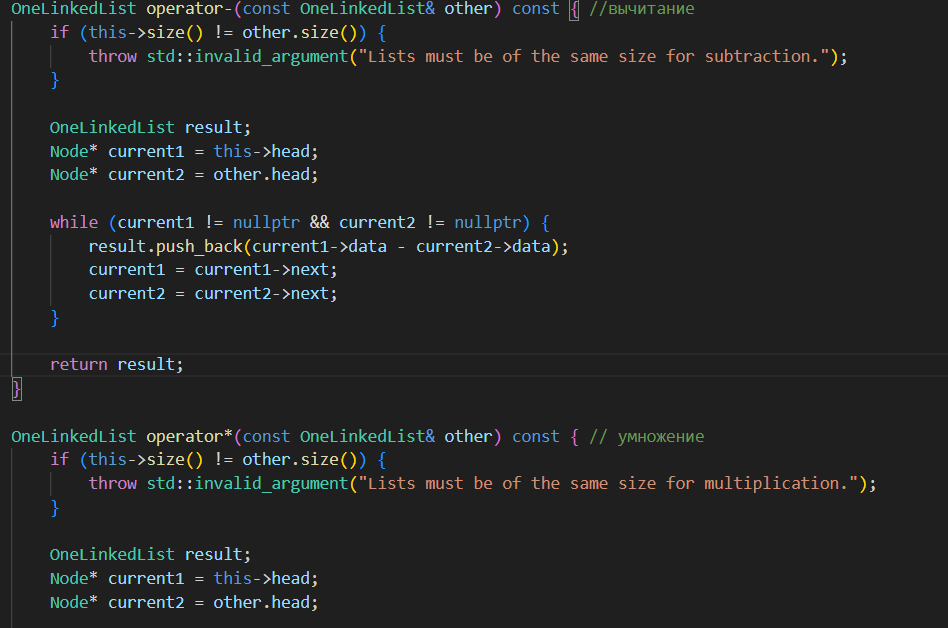 OneLinkedList operator-(const OneLinkedList& other) const { //вычитание
    if (this->size() != other.size()) {
        throw std::invalid_argument("Lists must be of the same size for subtraction.");
    }
    OneLinkedList result;
    Node* current1 = this->head;
    Node* current2 = other.head;
    while (current1 != nullptr && current2 != nullptr) {
        result.push_back(current1->data - current2->data);
        current1 = current1->next;
        current2 = current2->next;
    }
    return result;
}
OneLinkedList operator*(const OneLinkedList& other) const { // умножение
    if (this->size() != other.size()) {
        throw std::invalid_argument("Lists must be of the same size for multiplication.");
    }
    OneLinkedList result;
    Node* current1 = this->head;
    Node* current2 = other.head;